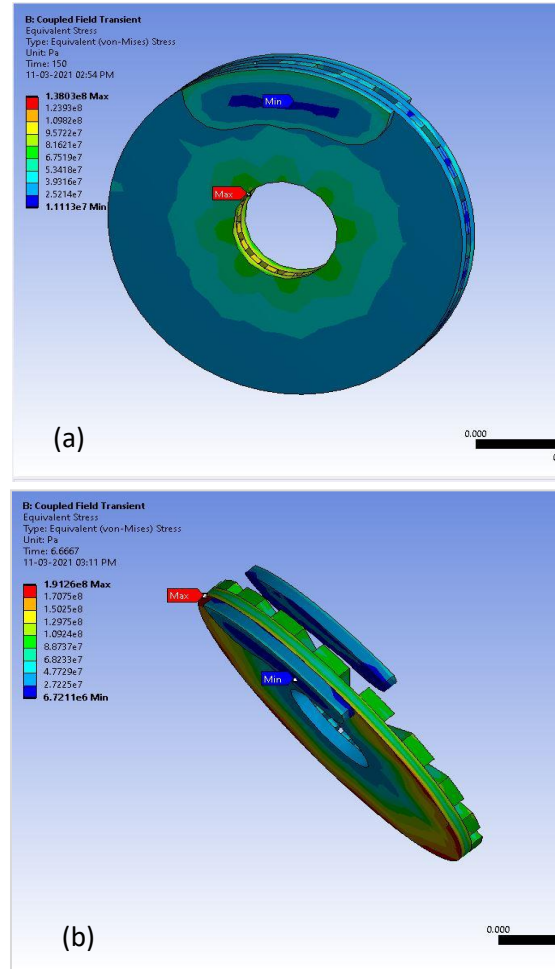 B: Coupled Field Transient
Equivalent Stress
Type: Equivalent (von-Mises) Stress
Unit: Pa
Time: 150
11-03-2021 02:54 PM
1.3803e8 Max
1.2393e8
1.0982e8
9.5722e7
8.1621e7
6.7519e7
5.3418e7
3.9316e7
2.5214e7
1.1113e7 Min
Min
Max
(a)
0.000
0
B: Coupled Field Transient
Equivalent Stress
Type: Equivalent (von-Mises) Stress
Unit: Pa
Time: 6.6667
11-03-2021 03:11 PM
1.9126e8 Max
1.7075e8
1.5025e8
1.2975e8
1.0924e8
8.8737e7
6.8233e7
4.7729e7
2.7225e7
6.7211e6 Min
Max
Min
(b)
0.000